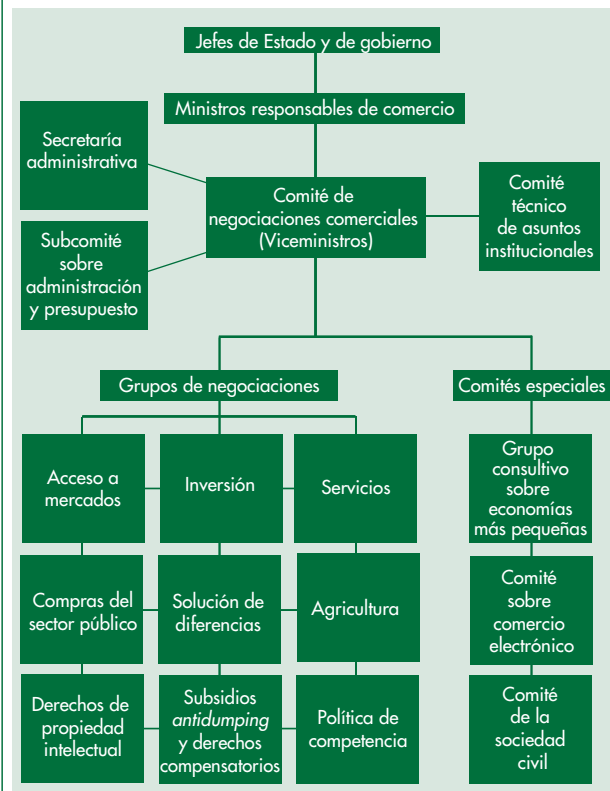 Jefes de Estado y de gobierno
Ministros responsables de comercio
Secretaría
administrativa
Comité de
negociaciones comerciales
(Viceministros)
Comité
técnico
de asuntos
institucionales
Subcomité
sobre
administración
y presupuesto
Grupos de negociaciones
Comités especiales
Acceso a
mercados
Inversión
Servicios
Grupo
consultivo
sobre
economías
más pequeñas
Compras del
sector público
Solución de
diferencias
Agricultura
Comité
sobre
comercio
electrónico
Derechos de
propiedad
intelectual
Subsidios
antidumping
y derechos
compensatorios
Política de
competencia
Comité
de la
sociedad
civil